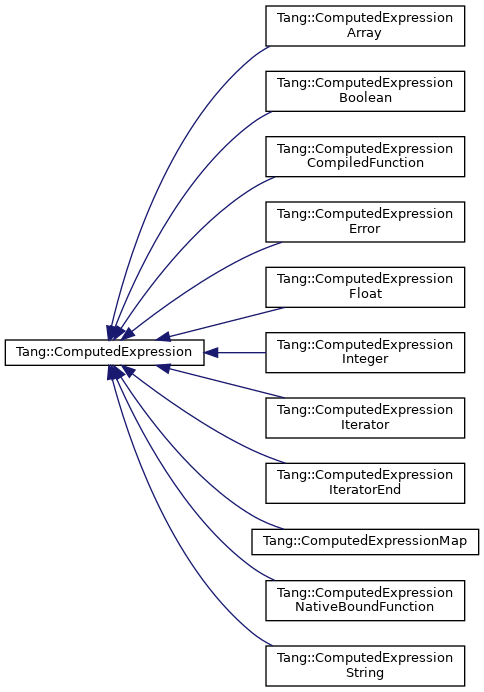 Tang::ComputedExpression
Array
Tang::ComputedExpression
Boolean
Tang::ComputedExpression
CompiledFunction
Tang::ComputedExpression
Error
Tang::ComputedExpression
Float
Tang::ComputedExpression
Tang::ComputedExpression
Integer
Tang::ComputedExpression
Iterator
Tang::ComputedExpression
IteratorEnd
Tang::ComputedExpressionMap
Tang::ComputedExpression
NativeBoundFunction
Tang::ComputedExpression
String